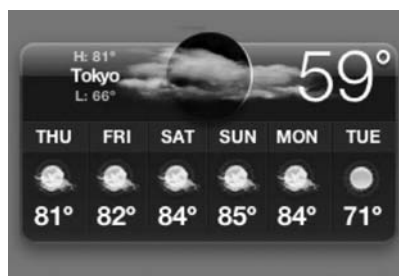 H: 81°
Tokyo
L: 66°
59°
THU FRI SAT SUN MON TUE
81° 82° 84° 85° 84° 71°